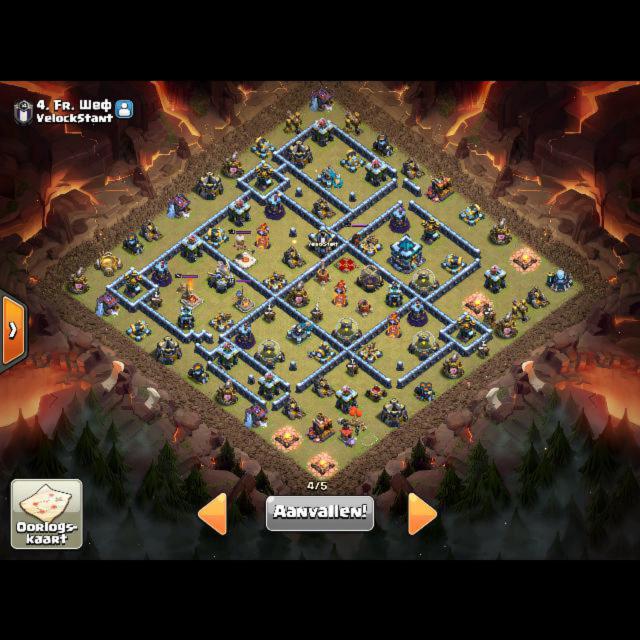 4. Fr. Шеф
VelockStant
4/5
Aanvallen!
Oorlogs-
kaart